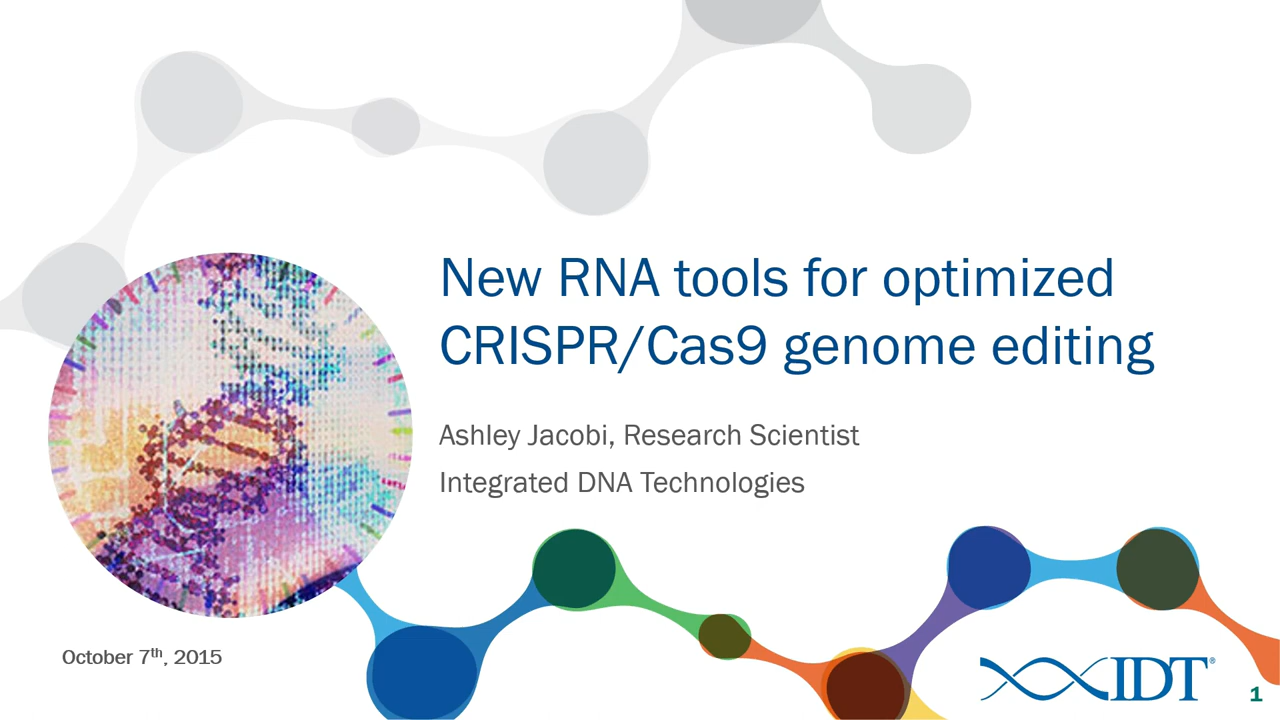 New RNA tools for optimized
CRISPR/Cas9 genome editing
Ashley Jacobi, Research Scientist
Integrated DNA Technologies
October 7th, 2015
IDT®
1